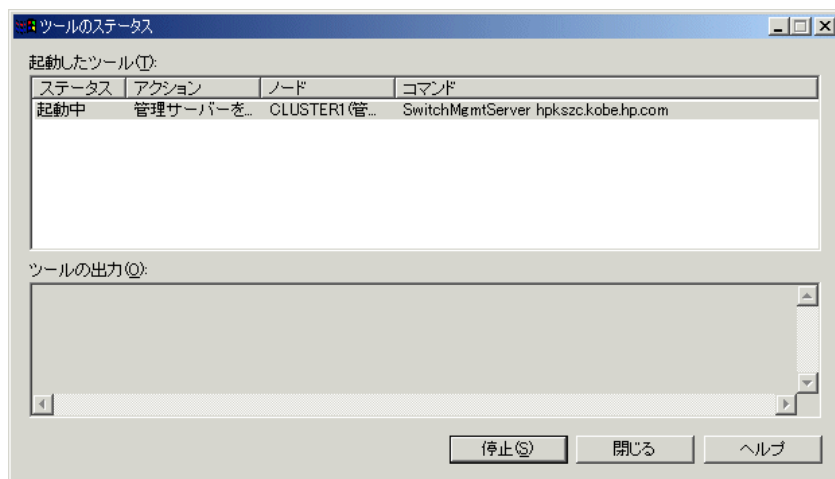 ツールのステータス
起動したツール(T):
ステータス アクション ノード コマンド
起動中 管理サーバーを... CLUSTER1(管... SwitchMgmtServer hpkszc.kobe.hp.com
ツールの出力(O):
停止(S) 閉じる ヘルプ